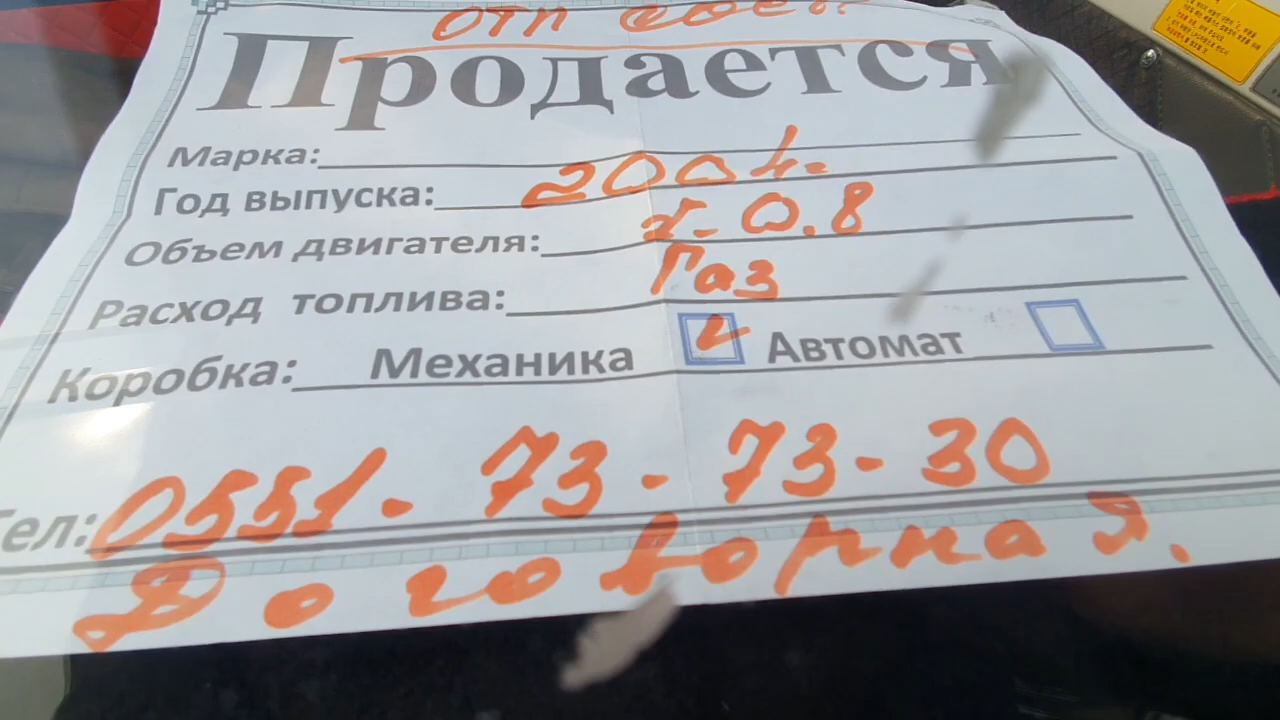 отп
Продается
Марка:
Год выпуска: 2004г.
Объем двигателя: 0.8
Расход топлива: Газ
Коробка: Механика Автомат
Тел: 0551-73-73-30
Договорная.